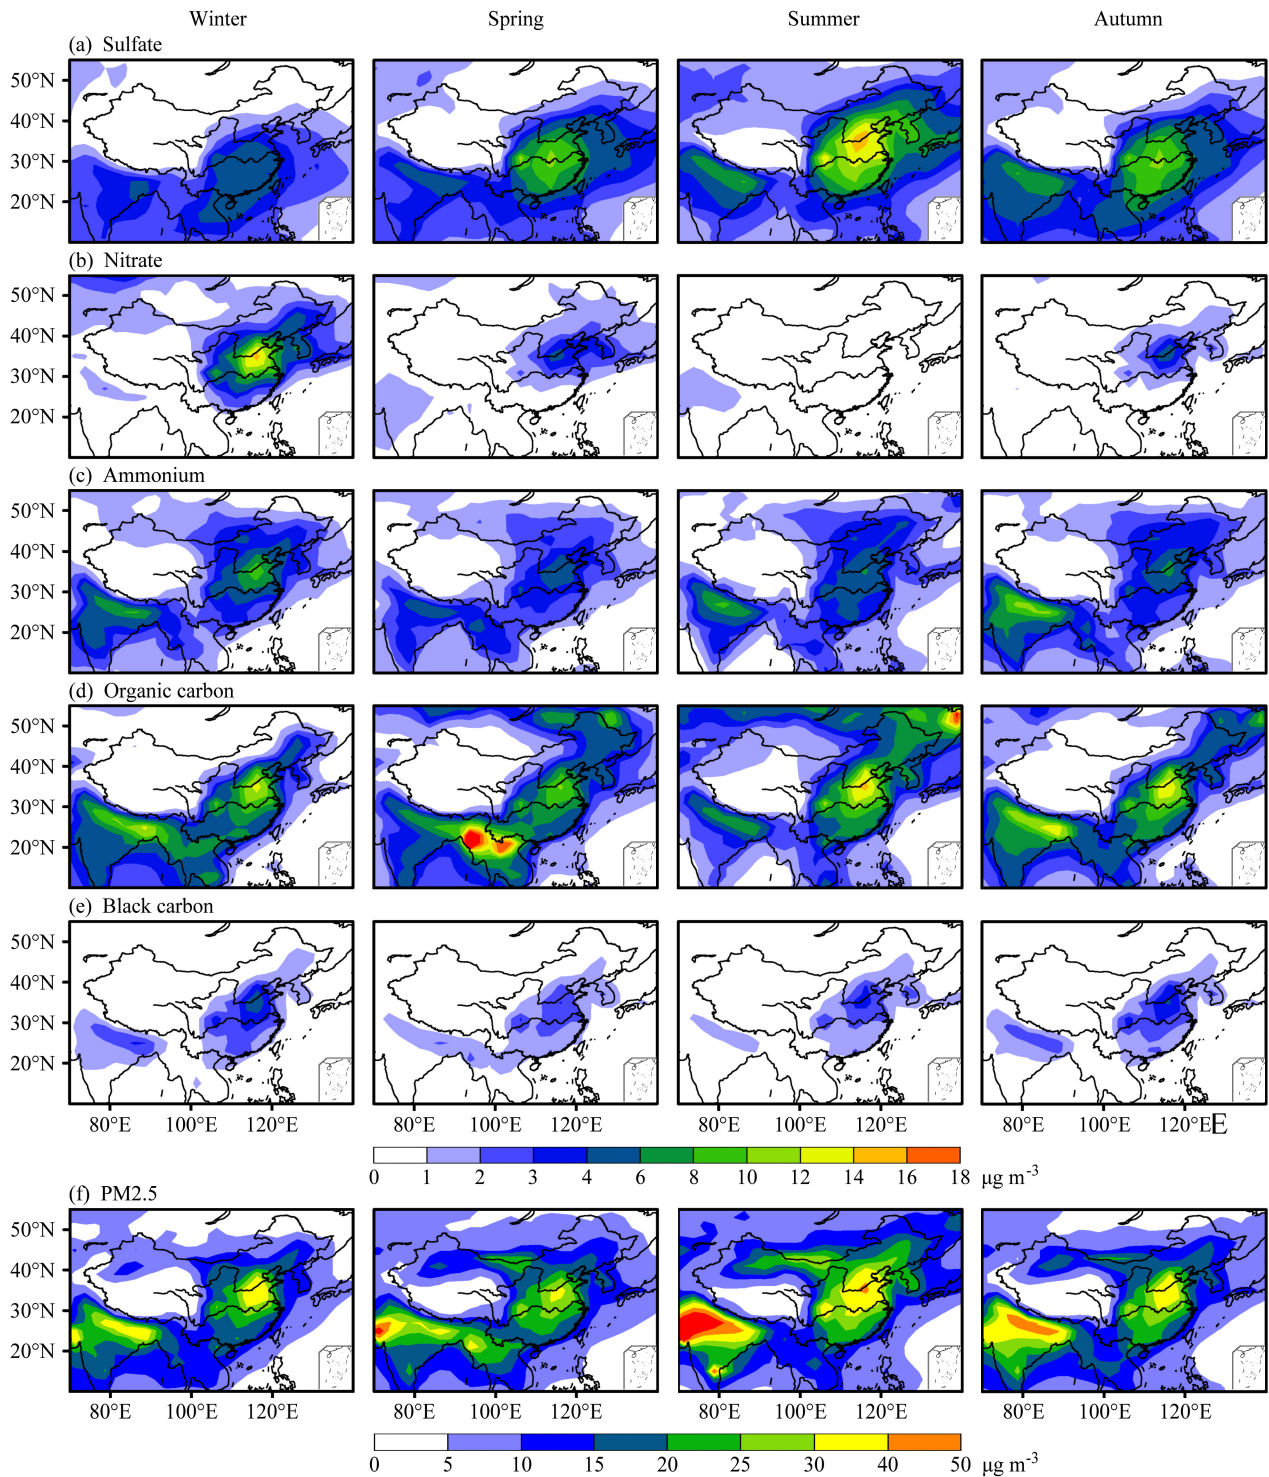 Winter Spring Summer Autumn
(a) Sulfate
50°N
40°N
30°N
20°N
(b) Nitrate
50°N
40°N
30°N
20°N
(c) Ammonium
50°N
40°N
30°N
20°N
(d) Organic carbon
50°N
40°N
30°N
20°N
(e) Black carbon
50°N
40°N
30°N
20°N
80°E 100°E 120°E 80°E 100°E 120°E 80°E 100°E 120°E 80°E 100°E 120°E E
0 1 2 3 4 6 8 10 12 14 16 18 μg m-3
(f) PM2.5
50°N
40°N
30°N
20°N
80°E 100°E 120°E 80°E 100°E 120°E 80°E 100°E 120°E 80°E 100°E 120°E
0 5 10 15 20 25 30 40 50 μg m-3